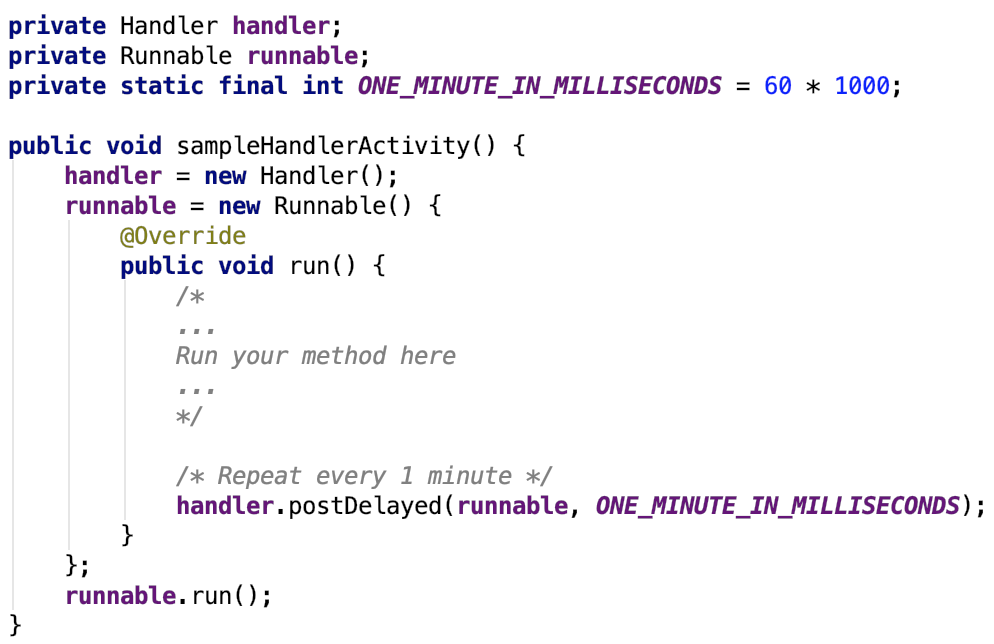 private Handler handler;
private Runnable runnable;
private static final int ONE_MINUTE_IN_MILLISECONDS = 60 * 1000;

public void sampleHandlerActivity() {
    handler = new Handler();
    runnable = new Runnable() {
        @Override
        public void run() {
            /*
            ...
            Run your method here
            ...
            */

            /* Repeat every 1 minute */
            handler.postDelayed(runnable, ONE_MINUTE_IN_MILLISECONDS);
        }
    };
    runnable.run();
}